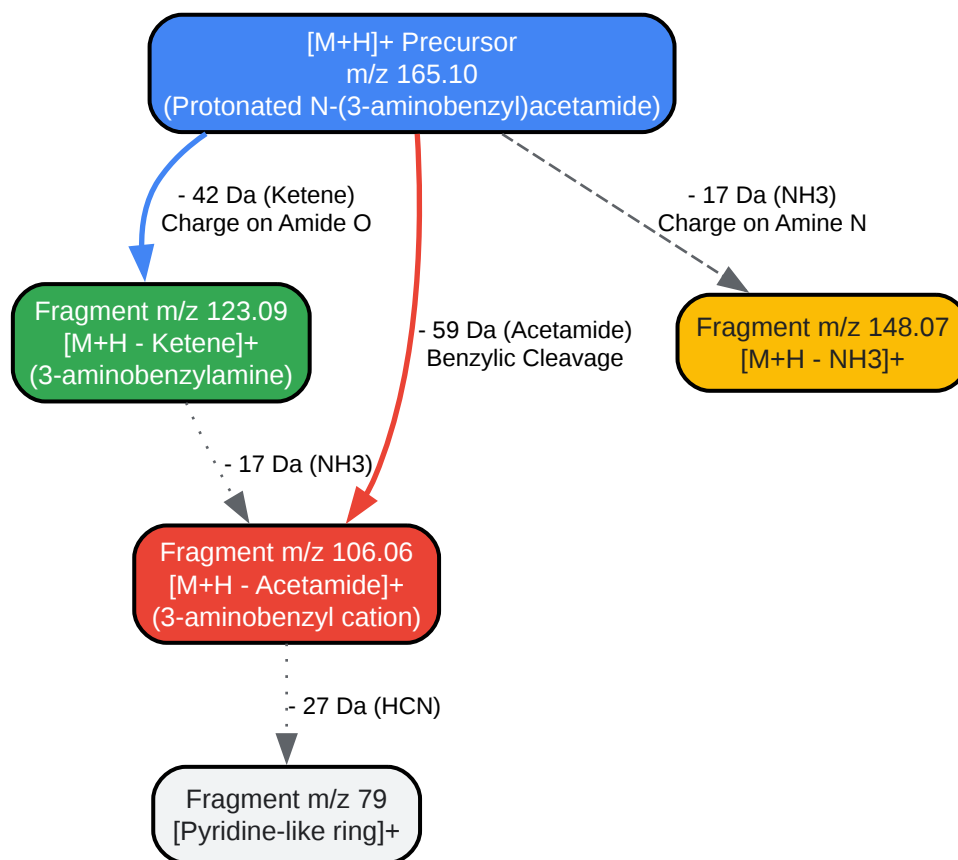 [M+H]+ Precursor
m/z 165.10
(Protonated N-(3-aminobenzyl)acetamide)
- 42 Da (Ketene)
Charge on Amide O
- 17 Da (NH3)
Charge on Amine N
Fragment m/z 123.09
[M+H - Ketene]+
(3-aminobenzylamine)
- 59 Da (Acetamide)
Benzylic Cleavage
Fragment m/z 148.07
[M+H - NH3]+
- 17 Da (NH3)
Fragment m/z 106.06
[M+H - Acetamide]+
(3-aminobenzyl cation)
- 27 Da (HCN)
Fragment m/z 79
[Pyridine-like ring]+